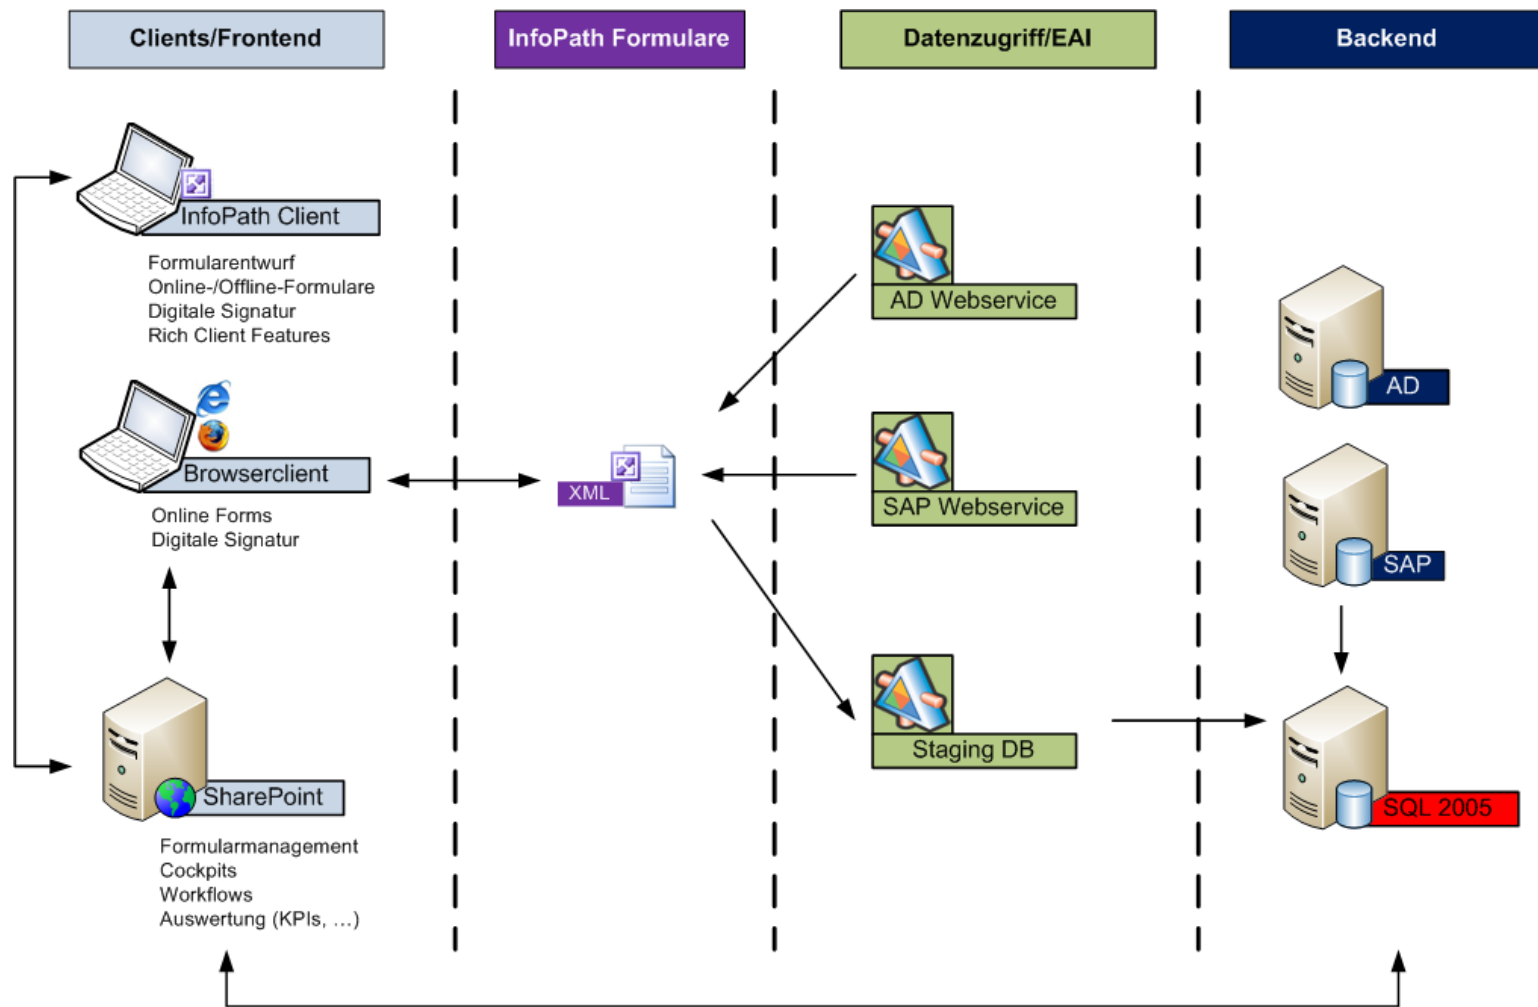 Clients/Frontend
InfoPath Formulare
Datenzugriff/EAI
Backend
InfoPath Client
Formularentwurf
Online-/Offline-Formulare
Digitale Signatur
Rich Client Features
Browserclient
Online Forms
Digitale Signatur
SharePoint
Formularmanagement
Cockpits
Workflows
Auswertung (KPIs, ...)
XML
AD Webservice
SAP Webservice
Staging DB
AD
SAP
SQL 2005